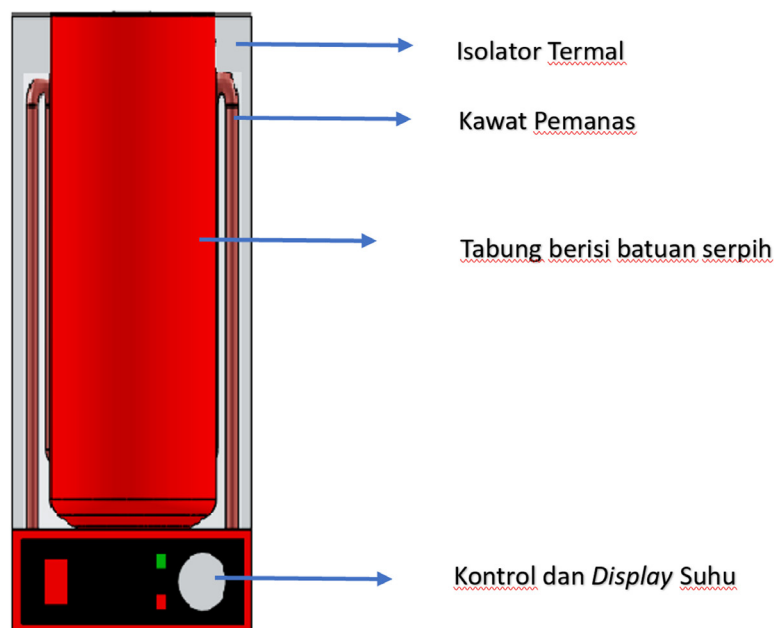 Isolator Termal
Kawat Pemanas
Tabung berisi batuan serpih
Kontrol dan Display Suhu